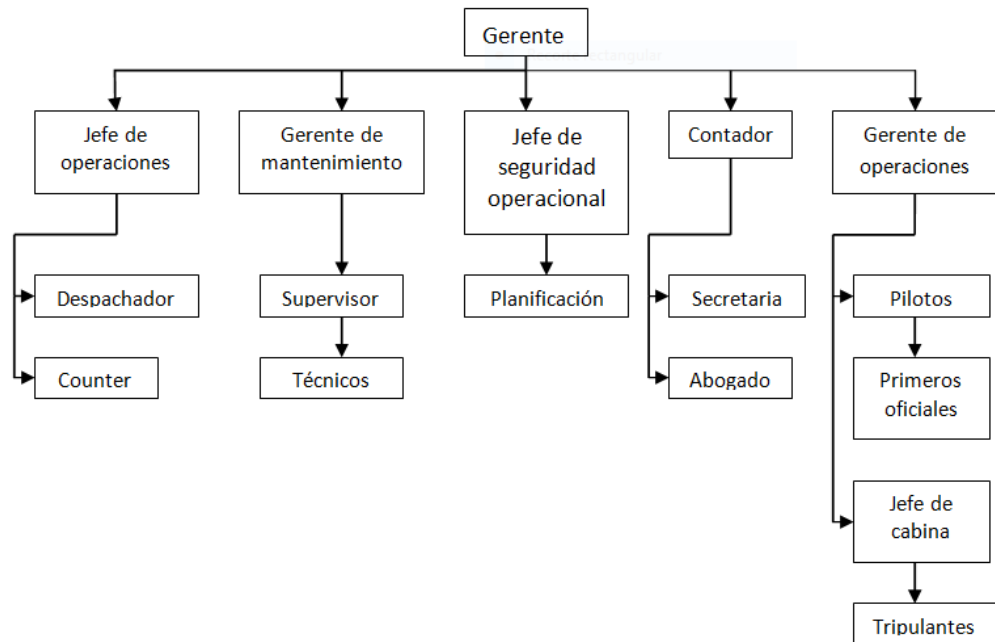 Gerente
Jefe de
operaciones
Gerente de
mantenimiento
Jefe de
seguridad
operacional
Contador
Gerente de
operaciones
Despachador
Supervisor
Planificación
Secretaria
Pilotos
Counter
Técnicos
Abogado
Primeros
oficiales
Jefe de
cabina
Tripulantes